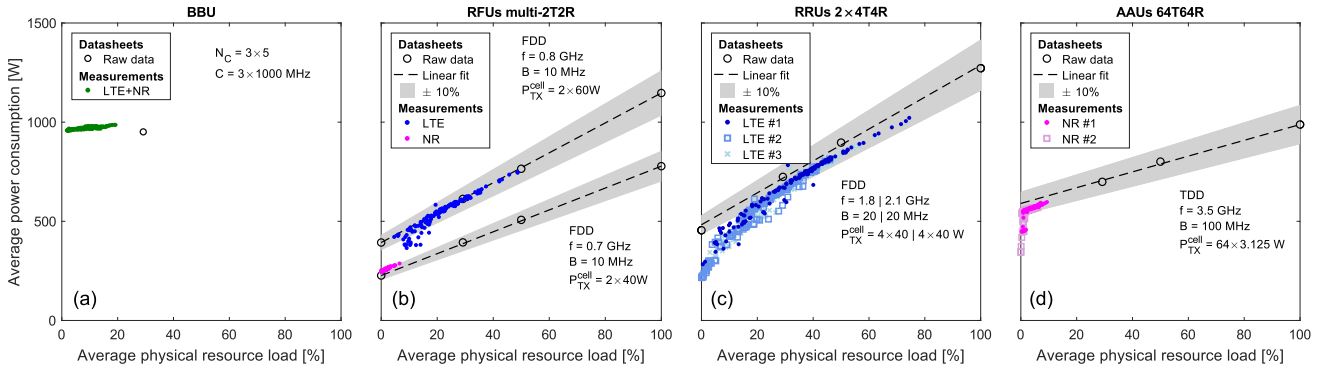 BBU
RFUs multi-2T2R
RRUs 2×4T4R
AAUs 64T64R
Average power consumption [W]
1500
1000
500
0
Datasheets
Raw data
Measurements
LTE+NR
N_C = 3×5
C = 3×1000 MHz
(a)
0 20 40 60 80 100
Average physical resource load [%]
Datasheets
Raw data
Linear fit
± 10%
Measurements
LTE
NR
FDD
f = 0.8 GHz
B = 10 MHz
P_TX^cell = 2×60W
FDD
f = 0.7 GHz
B = 10 MHz
P_TX^cell = 2×40W
(b)
0 20 40 60 80 100
Average physical resource load [%]
Datasheets
Raw data
Linear fit
± 10%
Measurements
LTE #1
LTE #2
LTE #3
FDD
f = 1.8 | 2.1 GHz
B = 20 | 20 MHz
P_TX^cell = 4×40 | 4×40 W
(c)
0 20 40 60 80 100
Average physical resource load [%]
Datasheets
Raw data
Linear fit
± 10%
Measurements
NR #1
NR #2
TDD
f = 3.5 GHz
B = 100 MHz
P_TX^cell = 64×3.125W
(d)
0 20 40 60 80 100
Average physical resource load [%]